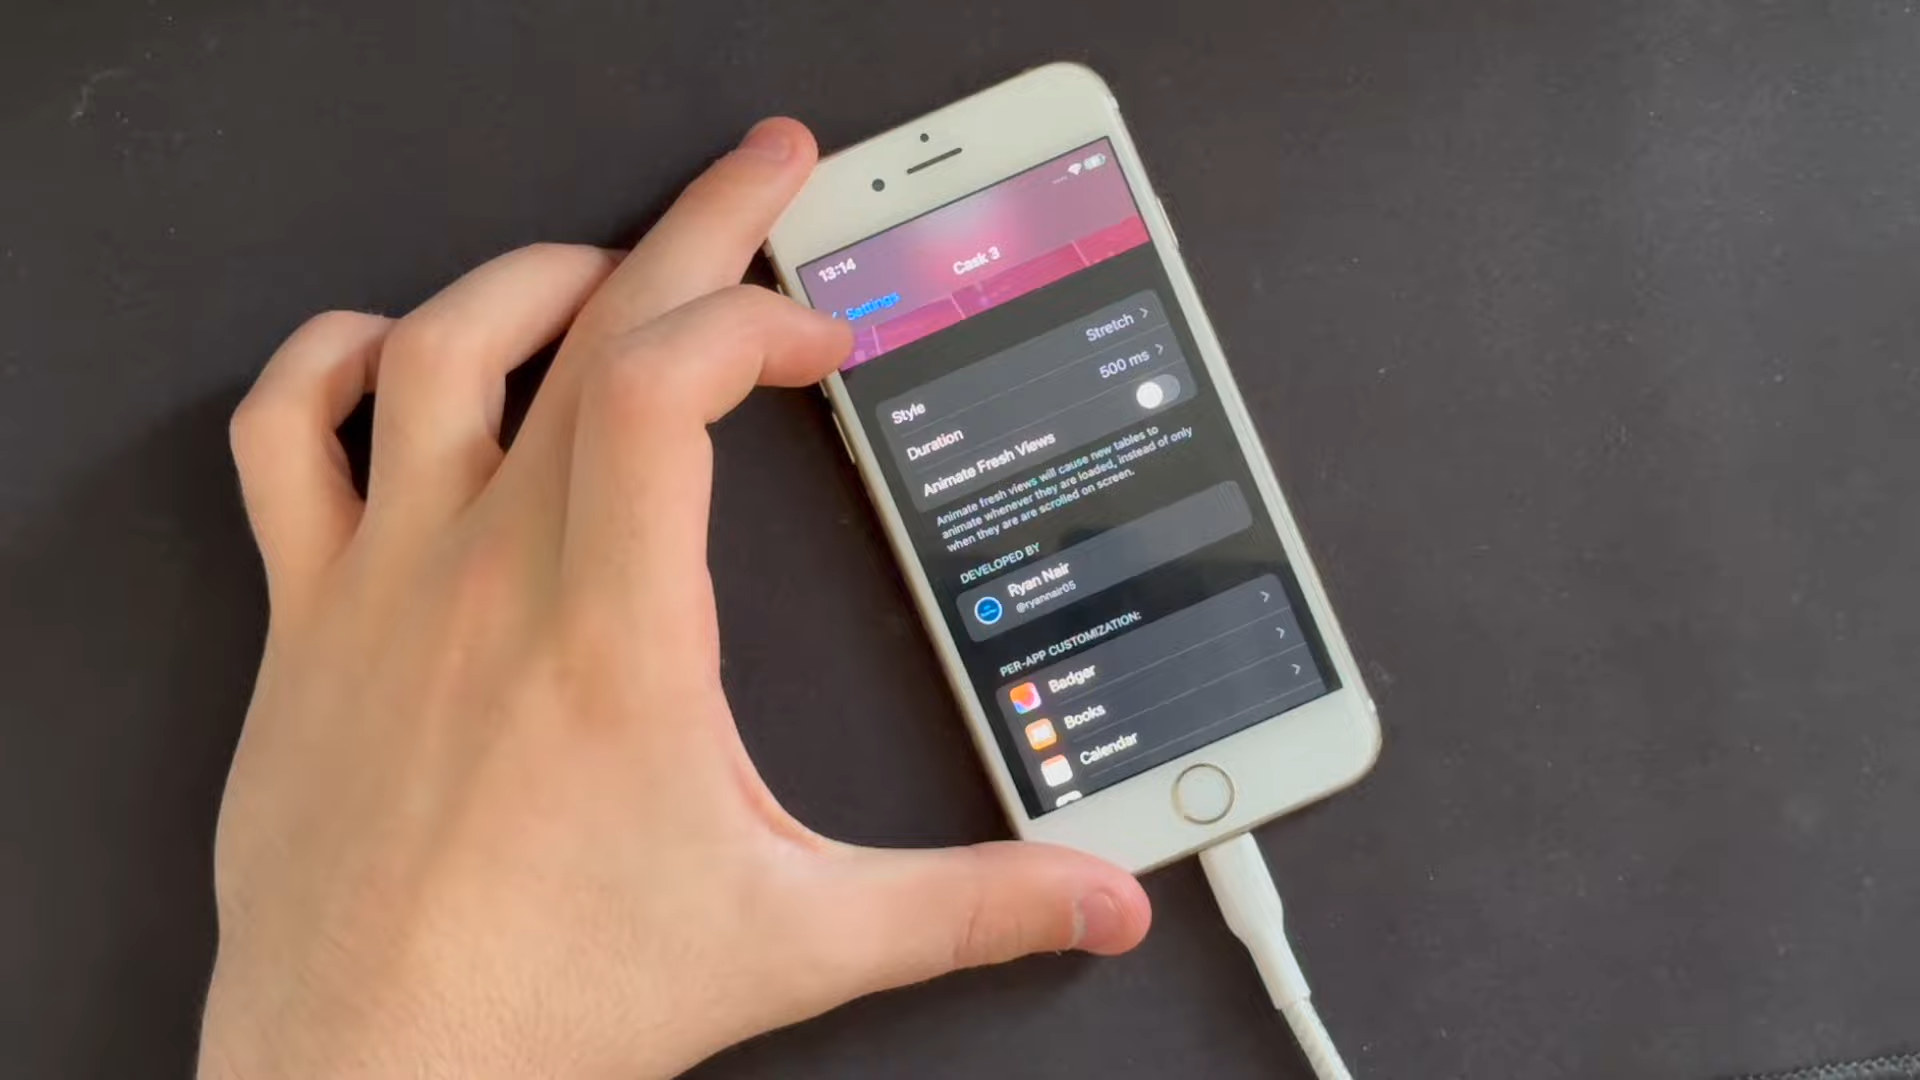 13:14
Cask 3
Settings
Style
Stretch
Duration
500 ms
Animate Fresh Views
Animate fresh views will cause new tables to
animate whenever they are loaded, instead of only
when they are are scrolled on screen.
DEVELOPED BY
Ryan Nair
@ryannair05
PER-APP CUSTOMIZATION:
Badger
Books
Calendar